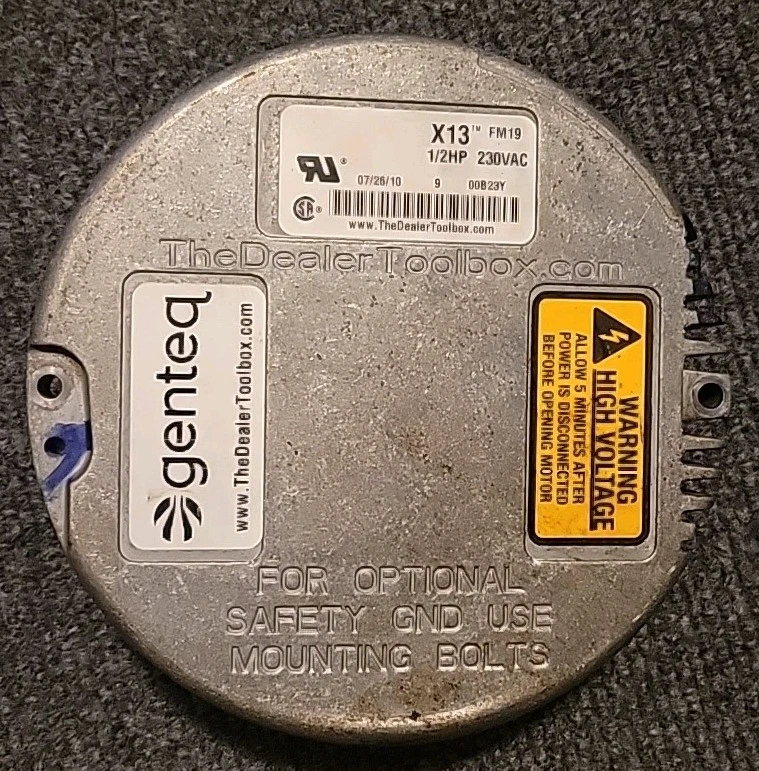 X13™ FM19
1/2HP 230VAC
07/26/10 9 00B23Y
www.TheDealerToolbox.com
TheDealerToolbox.com
genteq
www.TheDealerToolbox.com
WARNING
HIGH VOLTAGE
ALLOW 5 MINUTES AFTER
POWER IS DISCONNECTED
BEFORE OPENING MOTOR
FOR OPTIONAL
SAFETY GND USE
MOUNTING BOLTS